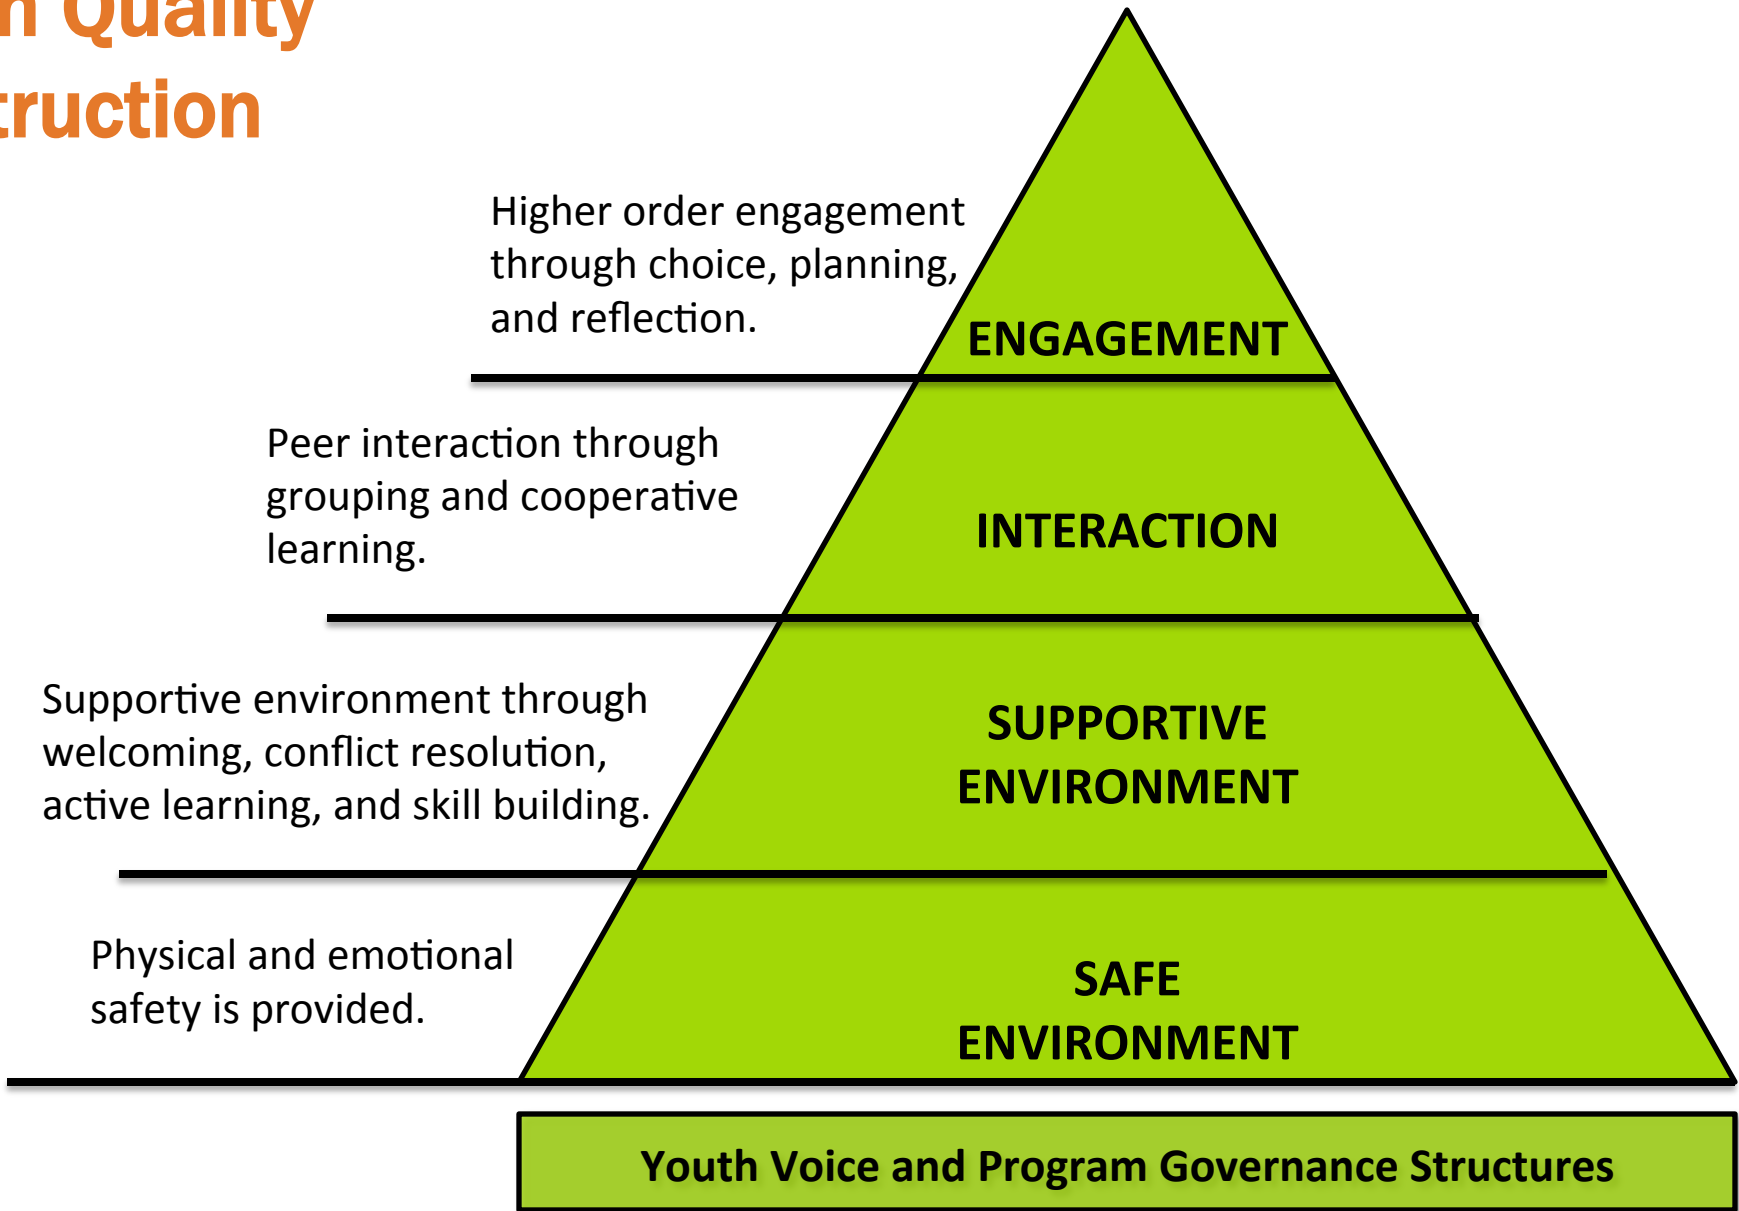 n Quality
truction
Higher order engagement
through choice, planning,
and reflection.
ENGAGEMENT
Peer interaction through
grouping and cooperative
learning.
INTERACTION
Supportive environment through
welcoming, conflict resolution,
active learning, and skill building.
SUPPORTIVE
ENVIRONMENT
Physical and emotional
safety is provided.
SAFE
ENVIRONMENT
Youth Voice and Program Governance Structures